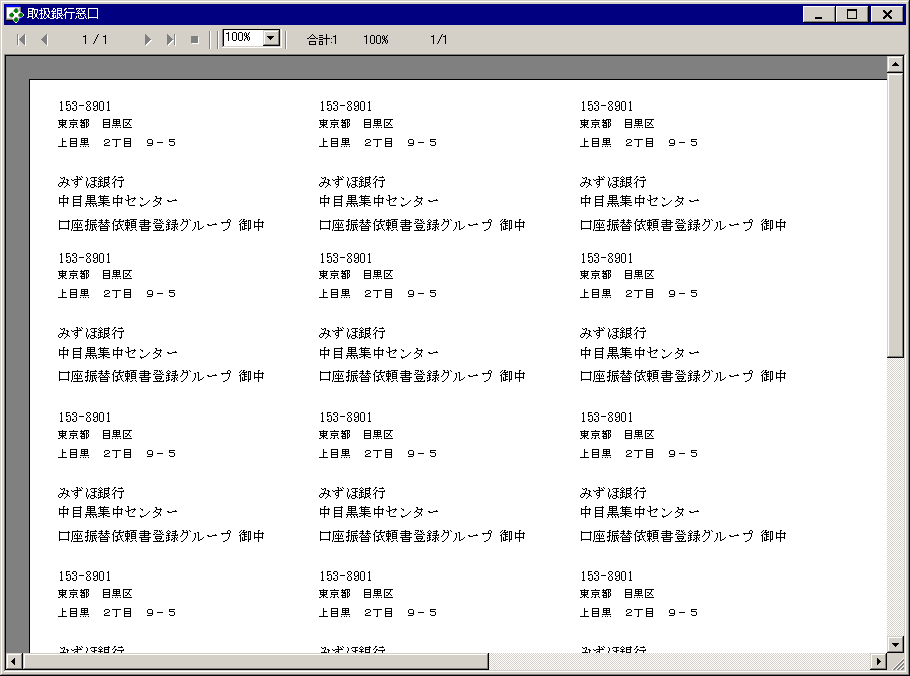 取扱銀行窓口
1 / 1 100% 合計:1 100% 1/1
153-8901 153-8901 153-8901
東京都 目黒区 東京都 目黒区 東京都 目黒区
上目黒 2丁目 9-5 上目黒 2丁目 9-5 上目黒 2丁目 9-5
みずほ銀行 みずほ銀行 みずほ銀行
中目黒集中センター 中目黒集中センター 中目黒集中センター
口座振替依頼書登録グループ 御中 口座振替依頼書登録グループ 御中 口座振替依頼書登録グループ 御中
153-8901 153-8901 153-8901
東京都 目黒区 東京都 目黒区 東京都 目黒区
上目黒 2丁目 9-5 上目黒 2丁目 9-5 上目黒 2丁目 9-5
みずほ銀行 みずほ銀行 みずほ銀行
中目黒集中センター 中目黒集中センター 中目黒集中センター
口座振替依頼書登録グループ 御中 口座振替依頼書登録グループ 御中 口座振替依頼書登録グループ 御中
153-8901 153-8901 153-8901
東京都 目黒区 東京都 目黒区 東京都 目黒区
上目黒 2丁目 9-5 上目黒 2丁目 9-5 上目黒 2丁目 9-5
みずほ銀行 みずほ銀行 みずほ銀行
中目黒集中センター 中目黒集中センター 中目黒集中センター
口座振替依頼書登録グループ 御中 口座振替依頼書登録グループ 御中 口座振替依頼書登録グループ 御中
153-8901 153-8901 153-8901
東京都 目黒区 東京都 目黒区 東京都 目黒区
上目黒 2丁目 9-5 上目黒 2丁目 9-5 上目黒 2丁目 9-5
みずほ銀行 みずほ銀行 みずほ銀行